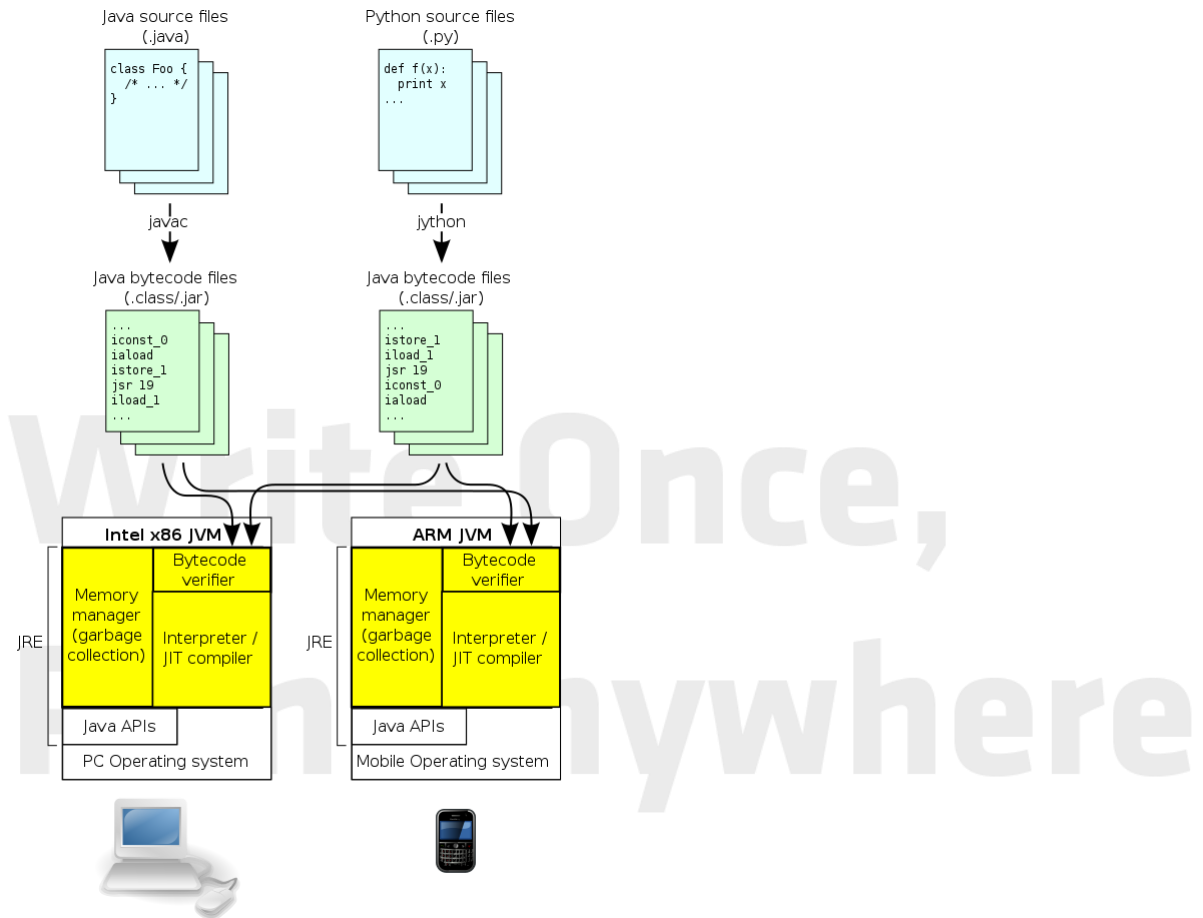 Java source files
(.java)
class Foo {
/* ... */
}
Python source files
(.py)
def f(x):
print x
...
javac
jython
Java bytecode files
(.class/.jar)
...
iconst_0
iaload
istore_1
jsr 19
iload_1
...
Java bytecode files
(.class/.jar)
...
istore_1
iload_1
jsr 19
iconst_0
iaload
...
Write Once,
Intel x86 JVM
Bytecode
verifier
Memory
manager
(garbage
collection)
Interpreter /
JIT compiler
JRE
Java APIs
PC Operating system
ARM JVM
Bytecode
verifier
Memory
manager
(garbage
collection)
Interpreter /
JIT compiler
JRE
Java APIs
Mobile Operating system
Run Anywhere